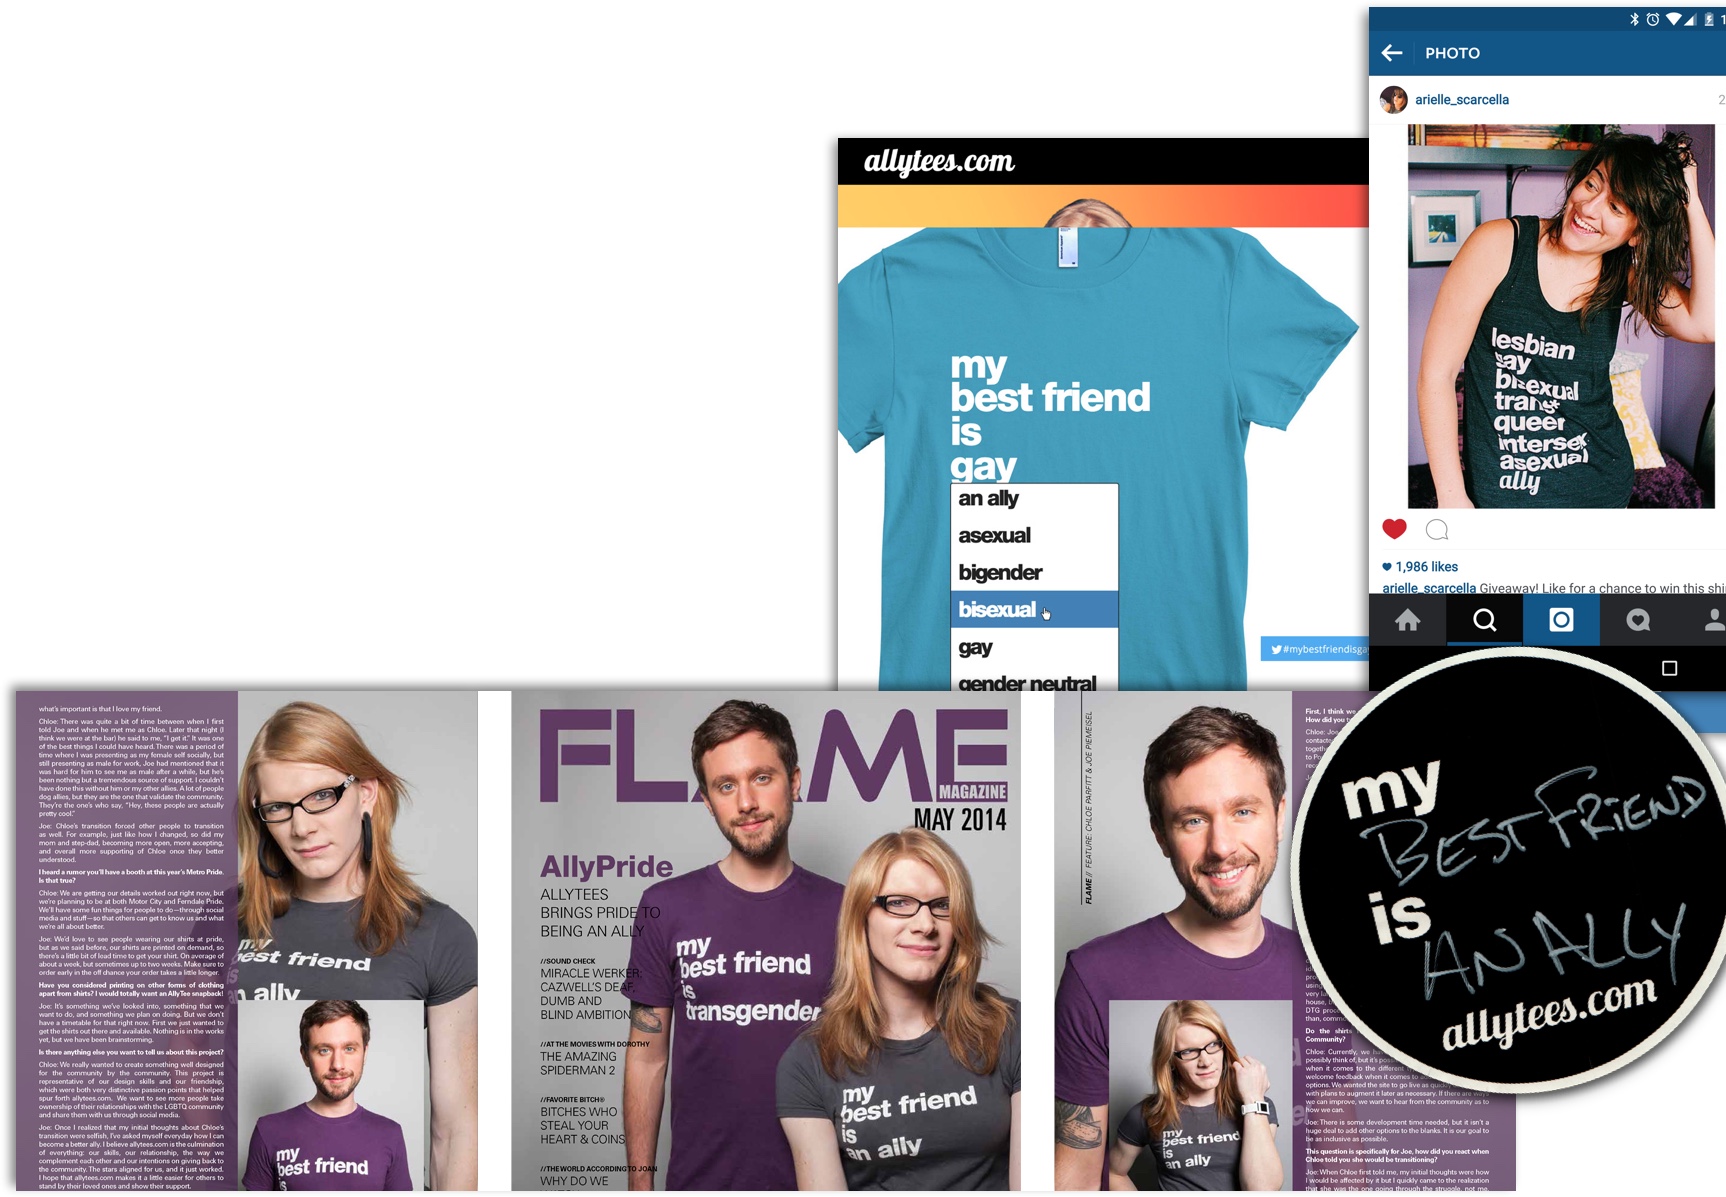 PHOTO
arielle_scarcella
allytees.com
my
best friend
is
gay
an ally
asexual
bigender
bisexual
gay
gender neutral
#mybestfriendisga
lesbian
gay
bisexual
trans*
queer
intersex
asexual
ally
1,986 likes
arielle_scarcella Giveaway! Like for a chance to win this shi
what's important is that I love my friend.
Chloe: There was quite a bit of time between when I first
told Joe and when he met me as Chloe. Later that night (I
think we were at the bar) he said to me, "I get it." It was one
of the best things I could have heard. There was a period of
time where I was presenting as my female self socially, but
still presenting as male for work. Joe had mentioned that it
was hard for him to see me as male after a while, but he's
been nothing but a tremendous source of support. I couldn't
have done this without him or my other allies. A lot of people
dog allies, but they are the one that validate the community.
They're the one's who say, "Hey, these people are actually
pretty cool."
Joe: Chloe's transition forced other people to transition
as well. For example, just like how I changed, so did my
mom and step-dad, becoming more open, more accepting,
and overall more supporting of Chloe once they better
understood.
I heard a rumor you'll have a booth at this year's Metro Pride.
Is that true?
Chloe: We are getting our details worked out right now, but
we're planning to be at both Motor City and Ferndale Pride.
We'll have some fun things for people to do—through social
media and stuff—so that others can get to know us and what
we're all about better.
Joe: We'd love to see people wearing our shirts at pride,
but as we said before, our shirts are printed on demand, so
there's a little bit of lead time to get your shirt. On average of
about a week, but sometimes up to two weeks. Make sure to
order early in the off chance your order takes a little longer.
Have you considered printing on other forms of clothing
apart from shirts? I would totally want an AllyTee snapback!
Joe: It's something we've looked into, something that we
want to do, and something we plan on doing. But we don't
have a timetable for that right now. First we just wanted to
get the shirts out there and available. Nothing is in the works
yet, but we have been brainstorming.
Is there anything else you want to tell us about this project?
Chloe: We really wanted to create something well designed
for the community by the community. This project is
representative of our design skills and our friendship,
which were both very distinctive passion points that helped
spur forth allytees.com. We want to see more people take
ownership of their relationships with the LGBTQ community
and share them with us through social media.
Joe: Once I realized that my initial thoughts about Chloe's
transition were selfish, I've asked myself everyday how I can
become a better ally. I believe allytees.com is the culmination
of everything: our skills, our relationship, the way we
complement each other and our intentions on giving back to
the community. The stars aligned for us, and it just worked.
I hope that allytees.com makes it a little easier for others to
stand by their loved ones and show their support.
my
best friend
is
an ally
my
best friend
FLAME
MAGAZINE
MAY 2014
AllyPride
ALLYTEES
BRINGS PRIDE TO
BEING AN ALLY
//SOUND CHECK
MIRACLE WERKER:
CAZWELL'S DEAF,
DUMB AND
BLIND AMBITION
//AT THE MOVIES WITH DOROTHY
THE AMAZING
SPIDERMAN 2
//FAVORITE BITCH®
BITCHES WHO
STEAL YOUR
HEART & COINS
//THE WORLD ACCORDING TO JOAN
WHY DO WE
my
best friend
is
transgender
my
best friend
is
an ally
FLAME // FEATURE: CHLOE PARFITT & JOE PIEMEISEL
my
best friend
is
an ally
First, I think we
How did you
Chloe: Joe
contacts
Do the shirts
Community?
Chloe: Currently, we
possibly think of, but it's
when it comes to the different
welcome feedback when it comes to
options. We wanted the site to go live as
with plans to augment it later as necessary. If there are ways
we can improve, we want to hear from the community as to
how we can.
Joe: There is some development time needed, but it isn't a
huge deal to add other options to the blanks. It is our goal to
be as inclusive as possible.
This question is specifically for Joe, how did you react when
Chloe told you she would be transitioning?
Joe: When Chloe first told me, my initial thoughts were how
I would be affected by it but I quickly came to the realization
that she was the one going through the struggle, not me.
my
BEST FRIEND
is
AN ALLY
allytees.com